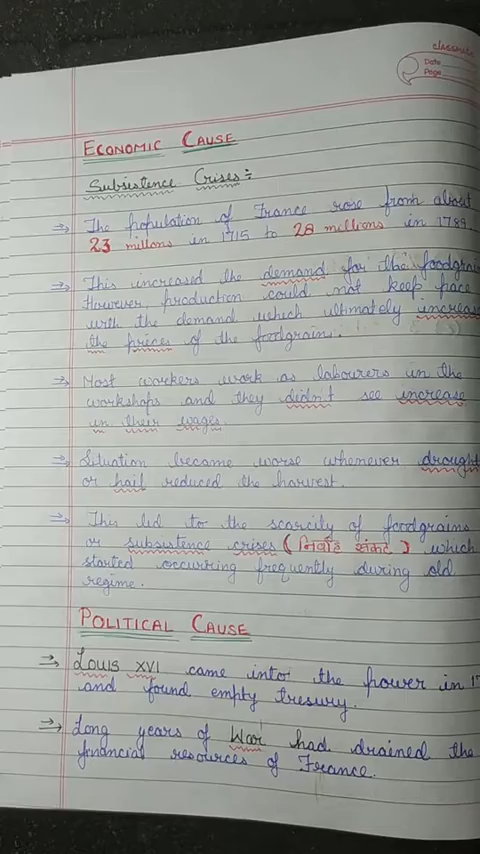 classmate
Date
Page
ECONOMIC CAUSE
Subsistence Crises :-
⇒ The population of France rose from about
23 millons in 1715 to 28 millions in 1789.
⇒ This increased the demand for the foodgrai
However, production could not keep pace
with the demand which ultimately increase
the prices of the foodgrain.
⇒ Most workers work as labourers in the
workshops and they didn't see increase
in their wages.
⇒ Situation became worse whenever drought
or hail reduced the harvest.
⇒ This led to the scarcity of foodgrains
or subsistence crises (निर्वाह संकट) which
started occurring frequently during old
regime.
POLITICAL CAUSE
⇒ Louis XVI came into the power in 17
and found empty tresury.
⇒ Long years of War had drained the
financial resources of France.